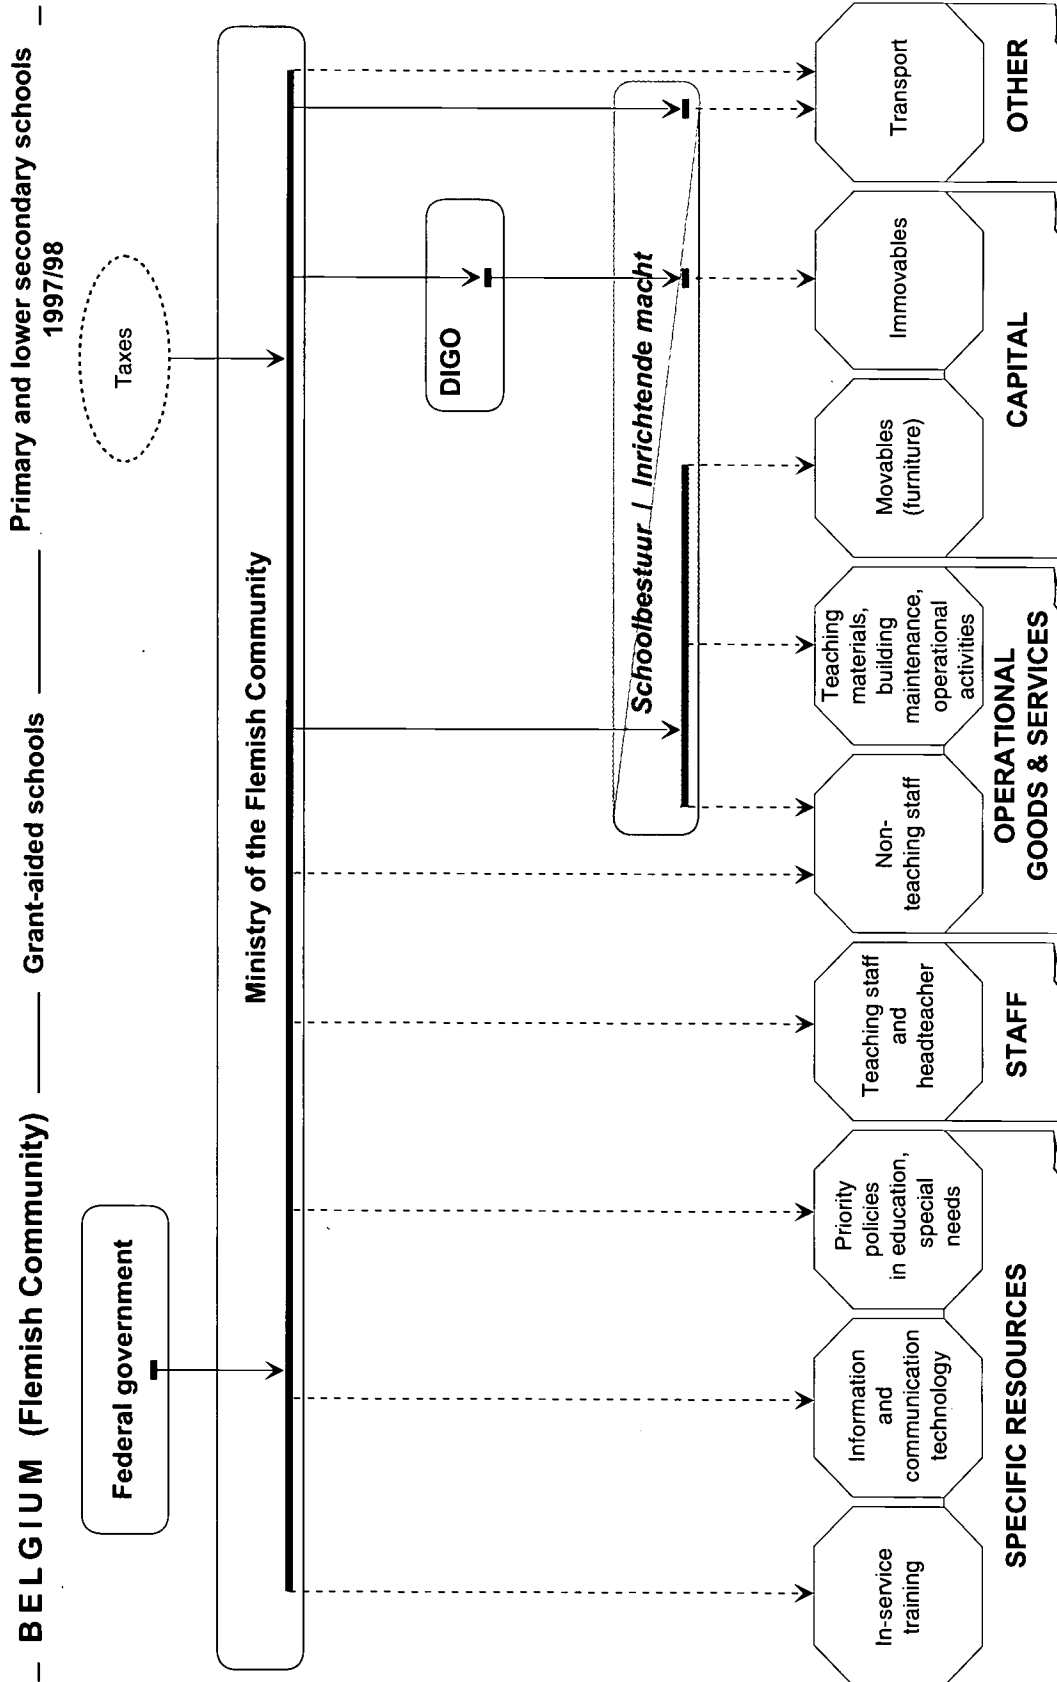 BELGIUM (Flemish Community)
Grant-aided schools
Primary and lower secondary schools
1997/98
Federal government
Taxes
Ministry of the Flemish Community
DIGO
Schoolbestuur / Inrichtende macht
In-service
training
Information
and
communication
technology
Priority
policies
in education,
special
needs
Teaching staff
and
headteacher
Non-
teaching staff
Teaching
materials,
building
maintenance,
operational
activities
Movables
(furniture)
Immovables
Transport
SPECIFIC RESOURCES
STAFF
OPERATIONAL
GOODS & SERVICES
CAPITAL
OTHER